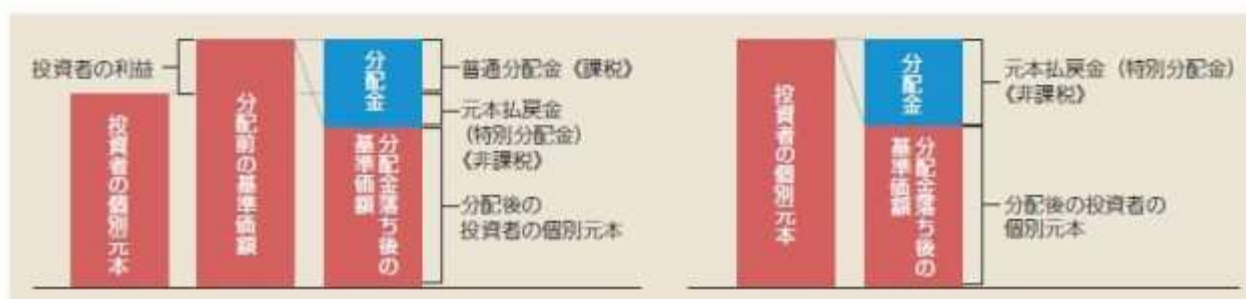 投資者の利益
投資者の個別元本
分配前の基準価額
分配金
分配金落ち後の
基準価額
普通分配金《課税》
元本払戻金
(特別分配金)
《非課税》
分配後の
投資者の個別元本
投資者の個別元本
分配金
分配金落ち後の
基準価額
元本払戻金（特別分配金）
《非課税》
分配後の投資者の
個別元本